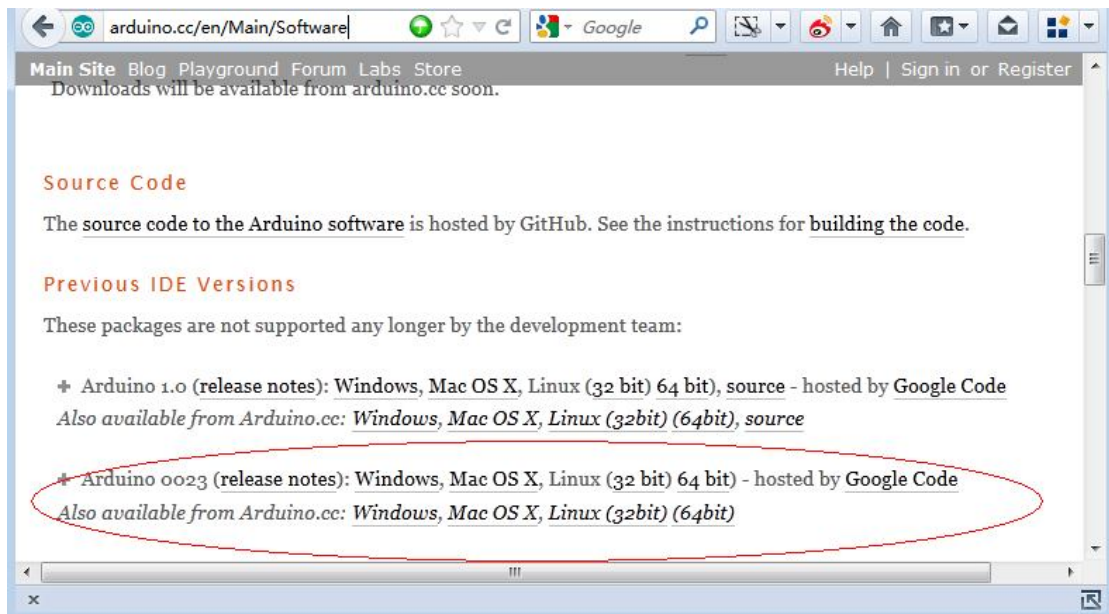 arduino.cc/en/Main/Software Google
Main Site Blog Playground Forum Labs Store Help | Sign in or Register
Downloads will be available from arduino.cc soon.
Source Code
The source code to the Arduino software is hosted by GitHub. See the instructions for building the code.
Previous IDE Versions
These packages are not supported any longer by the development team:
+ Arduino 1.0 (release notes): Windows, Mac OS X, Linux (32 bit) 64 bit), source - hosted by Google Code
Also available from Arduino.cc: Windows, Mac OS X, Linux (32bit) (64bit), source
+ Arduino 0023 (release notes): Windows, Mac OS X, Linux (32 bit) 64 bit) - hosted by Google Code
Also available from Arduino.cc: Windows, Mac OS X, Linux (32bit) (64bit)